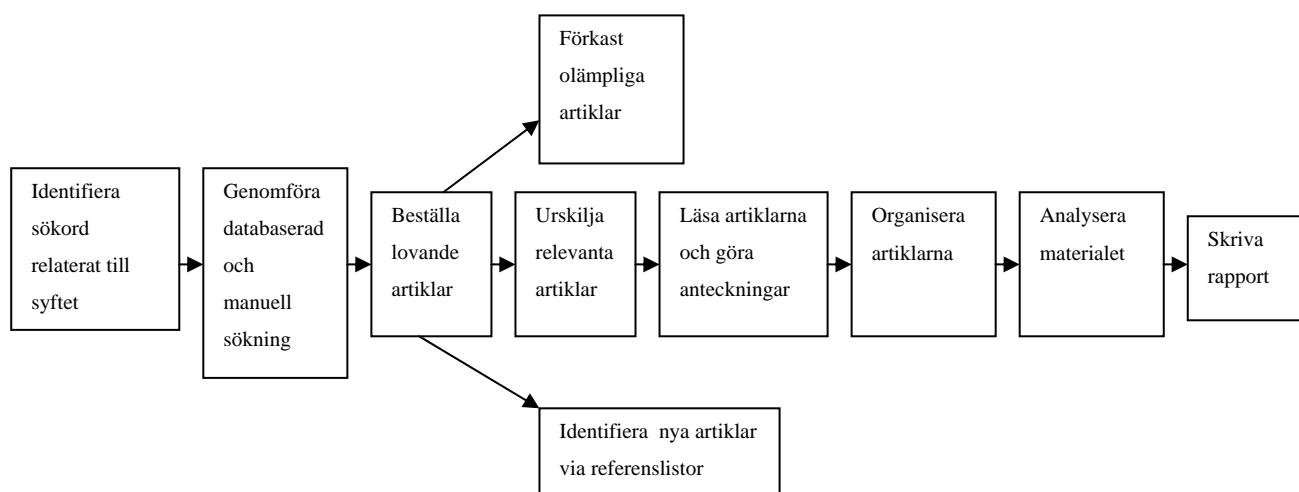 Förkast
olämpliga
artiklar
Identifiera
sökord
relaterat till
syftet
Genomföra
databaserad
och
manuell
sökning
Beställa
lovande
artiklar
Urskilja
relevanta
artiklar
Läsa artiklarna
och göra
anteckningar
Organisera
artiklarna
Analysera
materialet
Skriva
rapport
Identifiera  nya artiklar
via referenslistor